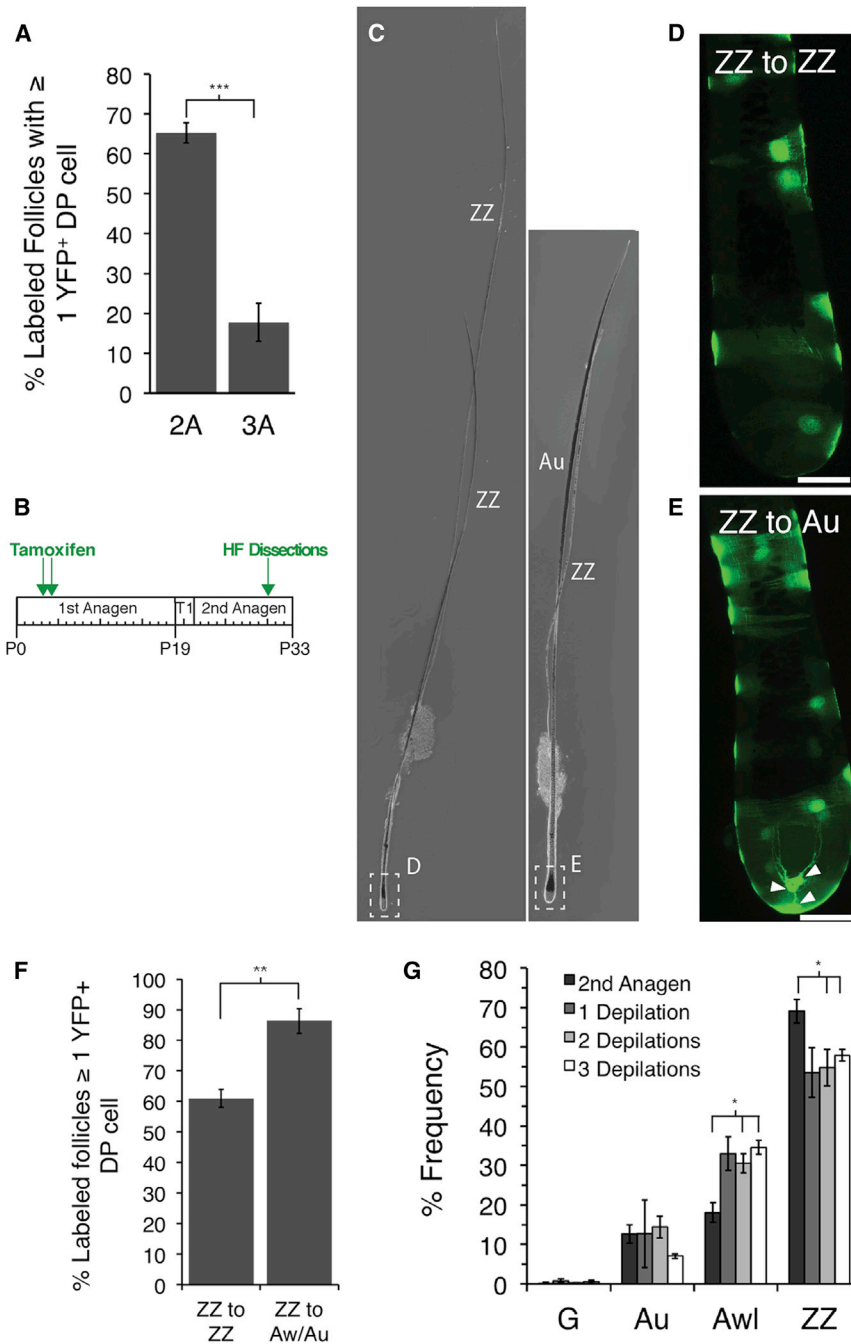 A
% Labeled Follicles with ≥
1 YFP⁺ DP cell
80
70
60
50
40
30
20
10
0
***
2A
3A
B
Tamoxifen
HF Dissections
1st Anagen
T1
2nd Anagen
P0
P19
P33
C
ZZ
ZZ
D
Au
ZZ
E
D
ZZ to ZZ
E
ZZ to Au
F
% Labeled follicles ≥ 1 YFP+
DP cell
100
90
80
70
60
50
40
30
20
10
0
**
ZZ to
ZZ
ZZ to
Aw/Au
G
% Frequency
80
70
60
50
40
30
20
10
0
2nd Anagen
1 Depilation
2 Depilations
3 Depilations
*
*
G
Au
Awl
ZZ